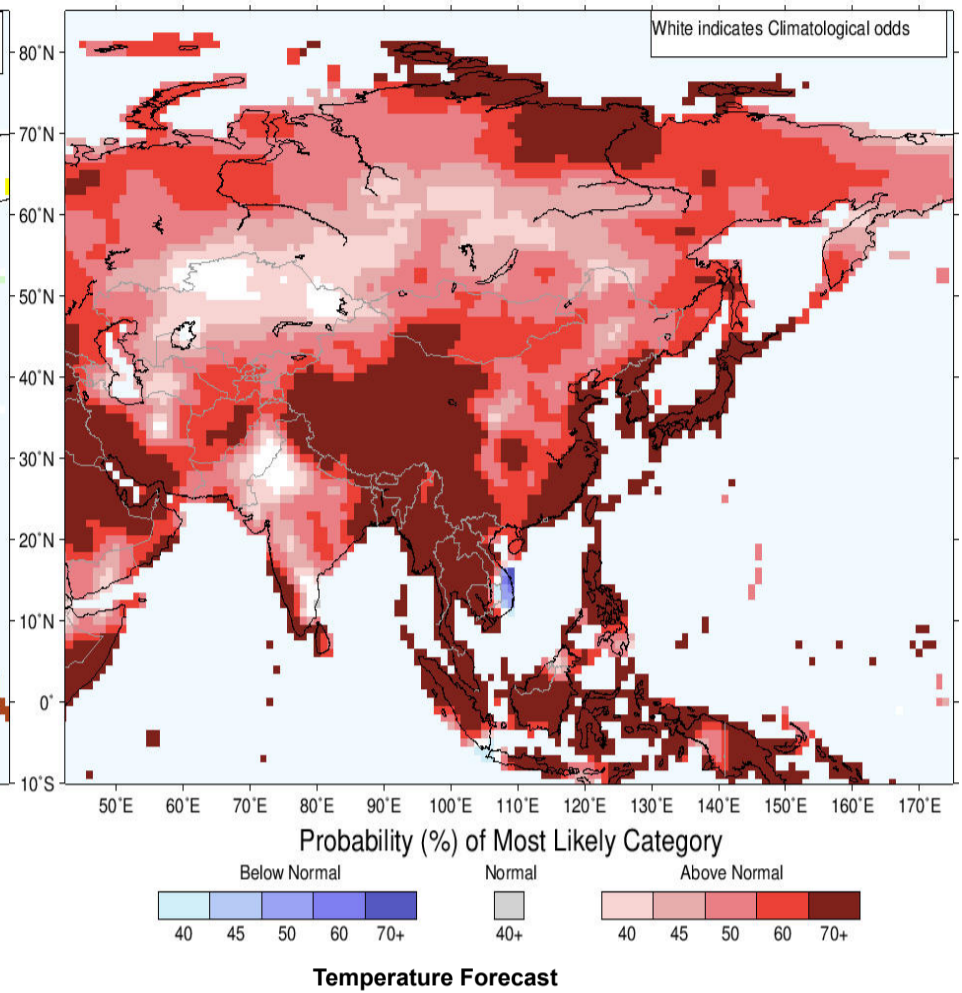 White indicates Climatological odds
80°N
70°N
60°N
50°N
40°N
30°N
20°N
10°N
0°
10°S
50°E 60°E 70°E 80°E 90°E 100°E 110°E 120°E 130°E 140°E 150°E 160°E 170°E
Probability (%) of Most Likely Category
Below Normal Normal Above Normal
40 45 50 60 70+ 40+ 40 45 50 60 70+
Temperature Forecast